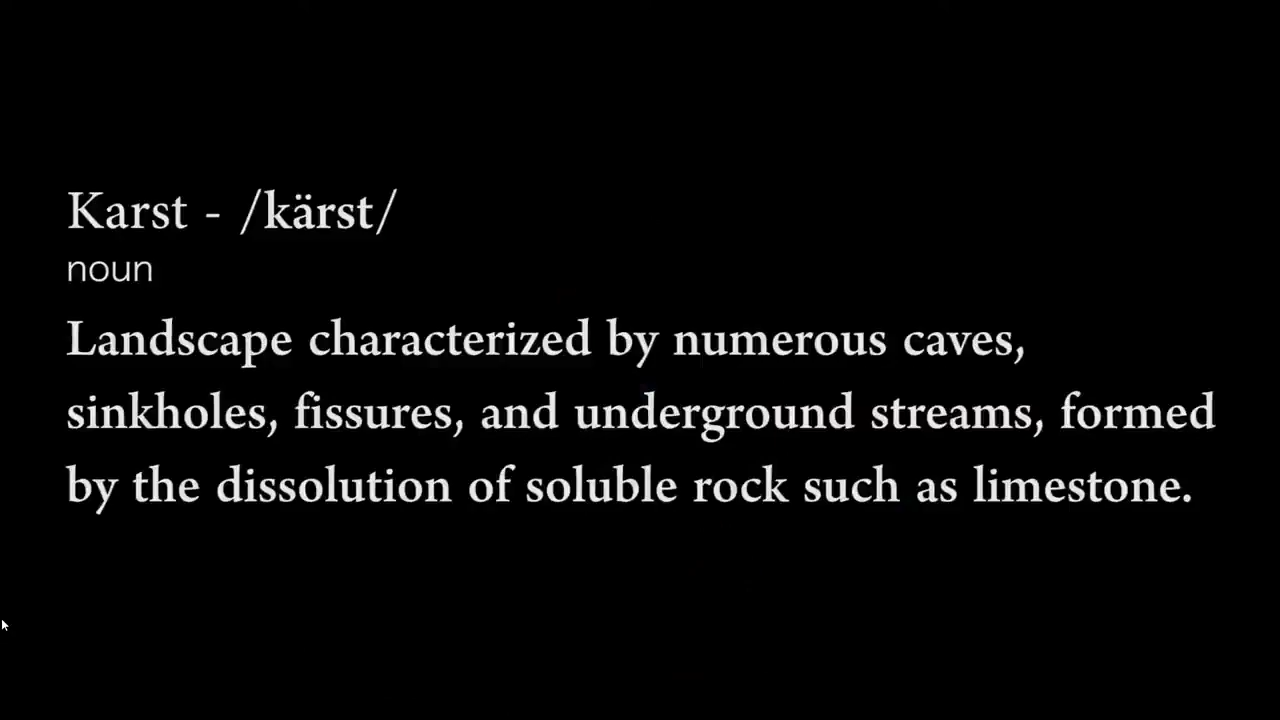 Karst - /kärst/
noun
Landscape characterized by numerous caves,
sinkholes, fissures, and underground streams, formed
by the dissolution of soluble rock such as limestone.